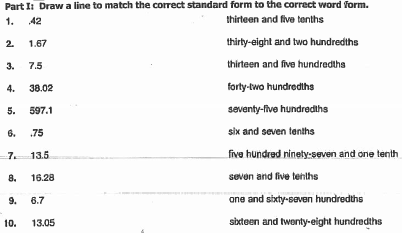 Part I: Draw a line to match the correct standard form to the correct word form.
1. .42 thirteen and five tenths
2. 1.67 thirty-eight and two hundredths
3. 7.5 thirteen and five hundredths
4. 38.02 forty-two hundredths
5. 597.1 seventy-five hundredths
6. .75 six and seven tenths
7. 13.5 five hundred ninety-seven and one tenth
8. 16.28 seven and five tenths
9. 6.7 one and sixty-seven hundredths
10. 13.05 sixteen and twenty-eight hundredths